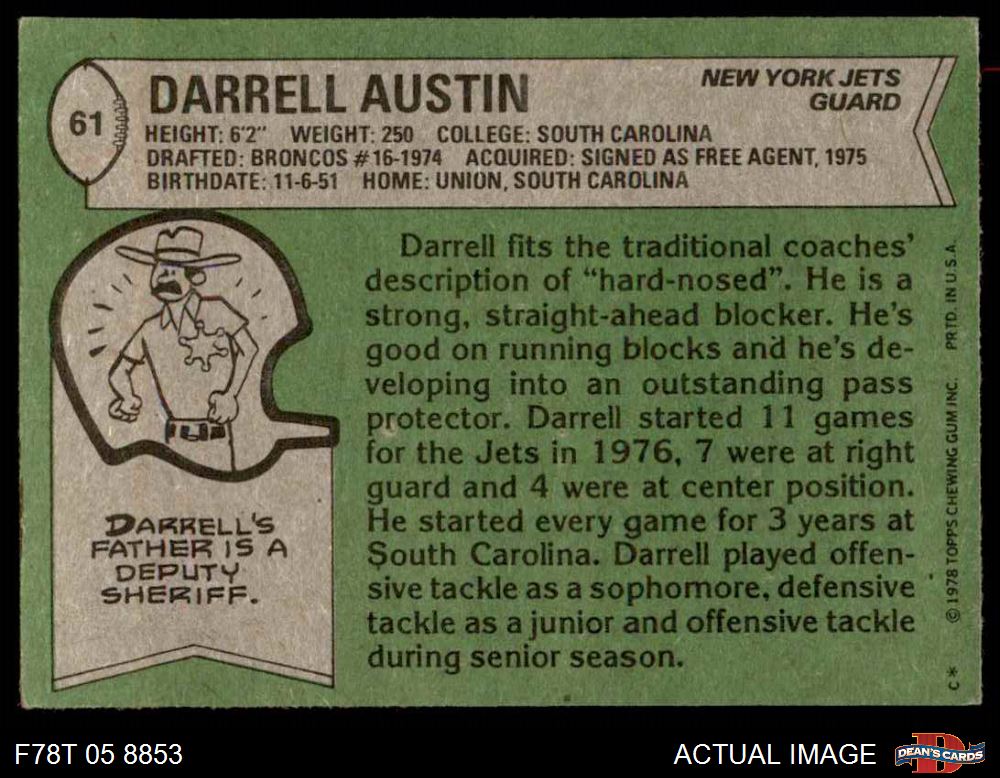 61
DARRELL AUSTIN
NEW YORK JETS
GUARD
HEIGHT: 6'2" WEIGHT: 250 COLLEGE: SOUTH CAROLINA
DRAFTED: BRONCOS #16-1974 ACQUIRED: SIGNED AS FREE AGENT, 1975
BIRTHDATE: 11-6-51 HOME: UNION, SOUTH CAROLINA
Darrell fits the traditional coaches'
description of “hard-nosed”. He is a
strong, straight-ahead blocker. He's
good on running blocks and he's de-
veloping into an outstanding pass
protector. Darrell started 11 games
for the Jets in 1976, 7 were at right
guard and 4 were at center position.
He started every game for 3 years at
South Carolina. Darrell played offen-
sive tackle as a sophomore, defensive
tackle as a junior and offensive tackle
during senior season.
DARRELL'S
FATHER IS A
DEPUTY
SHERIFF.
C* © 1978 TOPPS CHEWING GUM INC. PRTD. IN U.S.A.
F78T 05 8853
ACTUAL IMAGE
DEAN'S CARDS